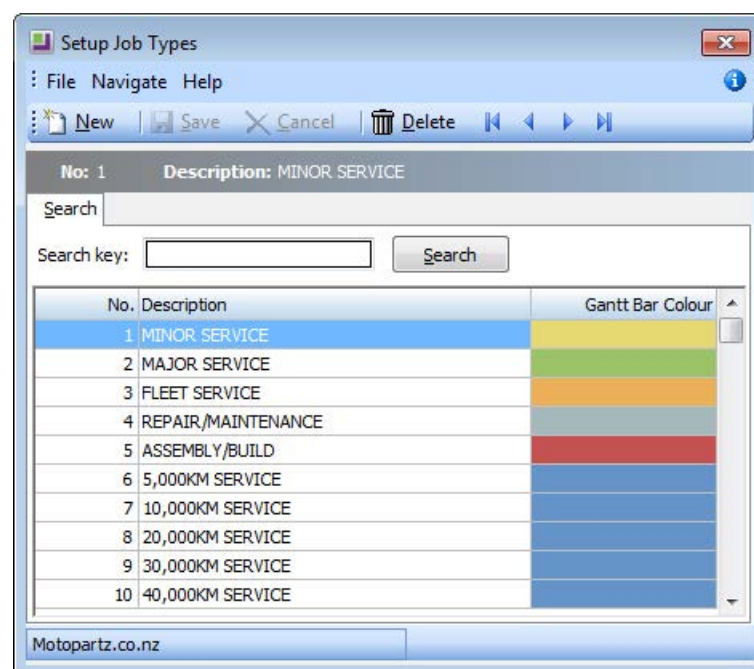 Setup Job Types
File Navigate Help
New Save Cancel Delete
No: 1 Description: MINOR SERVICE
Search
Search key: Search
No. Description Gantt Bar Colour
1 MINOR SERVICE
2 MAJOR SERVICE
3 FLEET SERVICE
4 REPAIR/MAINTENANCE
5 ASSEMBLY/BUILD
6 5,000KM SERVICE
7 10,000KM SERVICE
8 20,000KM SERVICE
9 30,000KM SERVICE
10 40,000KM SERVICE
Motopartz.co.nz